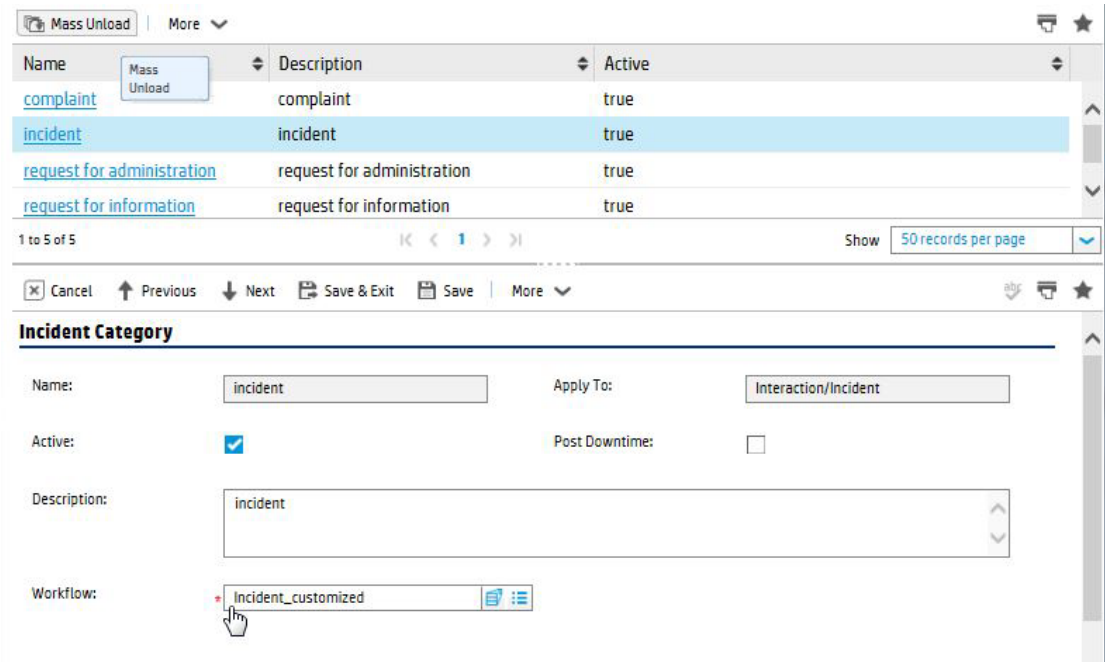 Mass Unload More
Name Description Active
Mass
Unload
complaint complaint true
incident incident true
request for administration request for administration true
request for information request for information true
1 to 5 of 5 1 Show 50 records per page
Cancel Previous Next Save & Exit Save More abc
Incident Category
Name: incident Apply To: Interaction/Incident
Active: Post Downtime:
Description: incident
Workflow: * Incident_customized